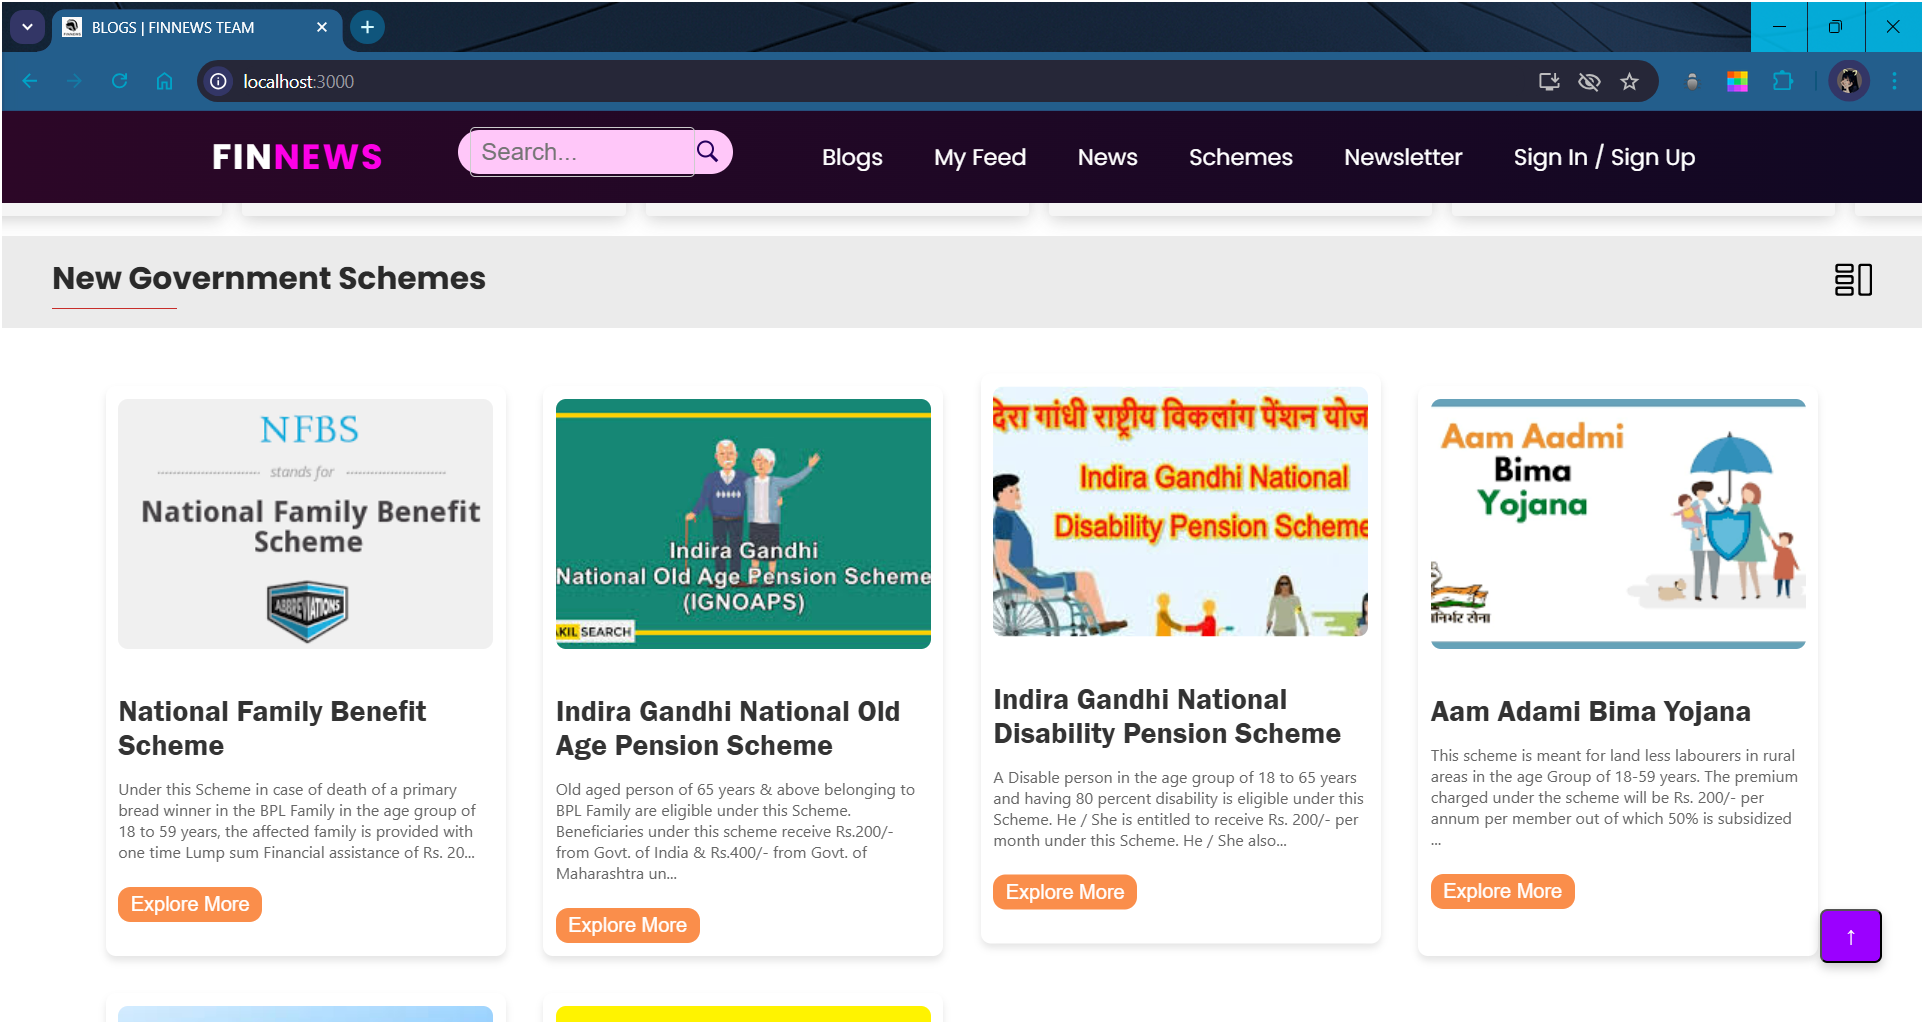 BLOGS | FINNEWS TEAM
localhost:3000
FINNEWS
Search...
Blogs
My Feed
News
Schemes
Newsletter
Sign In / Sign Up
New Government Schemes
NFBS
stands for
National Family Benefit
Scheme
ABBREVIATIONS
National Family Benefit
Scheme
Under this Scheme in case of death of a primary
bread winner in the BPL Family in the age group of
18 to 59 years, the affected family is provided with
one time Lump sum Financial assistance of Rs. 20...
Explore More
Indira Gandhi
National Old Age Pension Scheme
(IGNOAPS)
AKIL SEARCH
Indira Gandhi National Old
Age Pension Scheme
Old aged person of 65 years & above belonging to
BPL Family are eligible under this Scheme.
Beneficiaries under this scheme receive Rs.200/-
from Govt. of India & Rs.400/- from Govt. of
Maharashtra un...
Explore More
दिरा गांधी राष्ट्रीय विकलांग पेंशन योज
Indira Gandhi National
Disability Pension Scheme
Indira Gandhi National
Disability Pension Scheme
A Disable person in the age group of 18 to 65 years
and having 80 percent disability is eligible under this
Scheme. He / She is entitled to receive Rs. 200/- per
month under this Scheme. He / She also...
Explore More
Aam Aadmi
Bima
Yojana
निर्भर सेना
Aam Adami Bima Yojana
This scheme is meant for land less labourers in rural
areas in the age Group of 18-59 years. The premium
charged under the scheme will be Rs. 200/- per
annum per member out of which 50% is subsidized
...
Explore More
↑